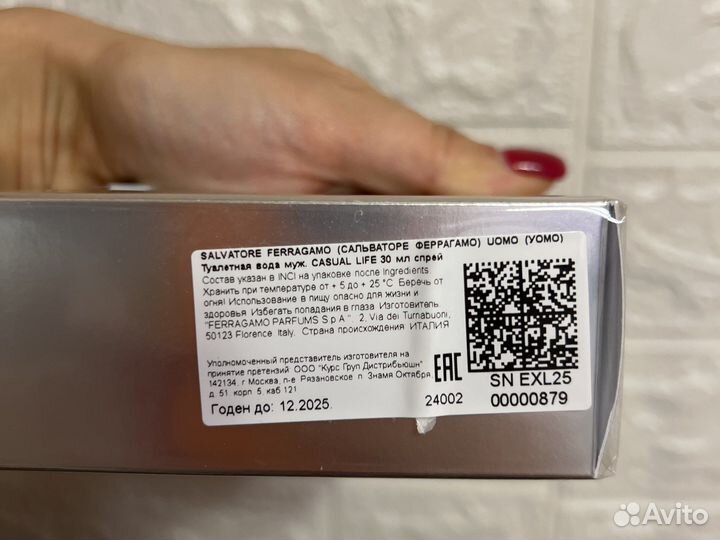 SALVATORE FERRAGAMO (САЛЬВАТОРЕ ФЕРРАГАМО) UOMO (УОМО)
Туалетная вода муж. CASUAL LIFE 30 мл спрей
Состав указан в INCI на упаковке после Ingredients.
Хранить при температуре от + 5 до + 25 °C Беречь от
огня! Использование в пищу опасно для жизни и
здоровья Избегать попадания в глаза Изготовитель
"FERRAGAMO PARFUMS S.p.A.", 2, Via dei Turnabuoni,
50123 Florence. Italy. Страна происхождения ИТАЛИЯ
Уполномоченный представитель изготовителя на
принятие претензий: ООО "Курс Груп Дистрибьюшн"
142134, г Москва, п-е Рязановское п Знамя Октября,
д. 51 корп 5, каб 121
Годен до: 12.2025.
24002
EAC
SN EXL25
00000879
Avito